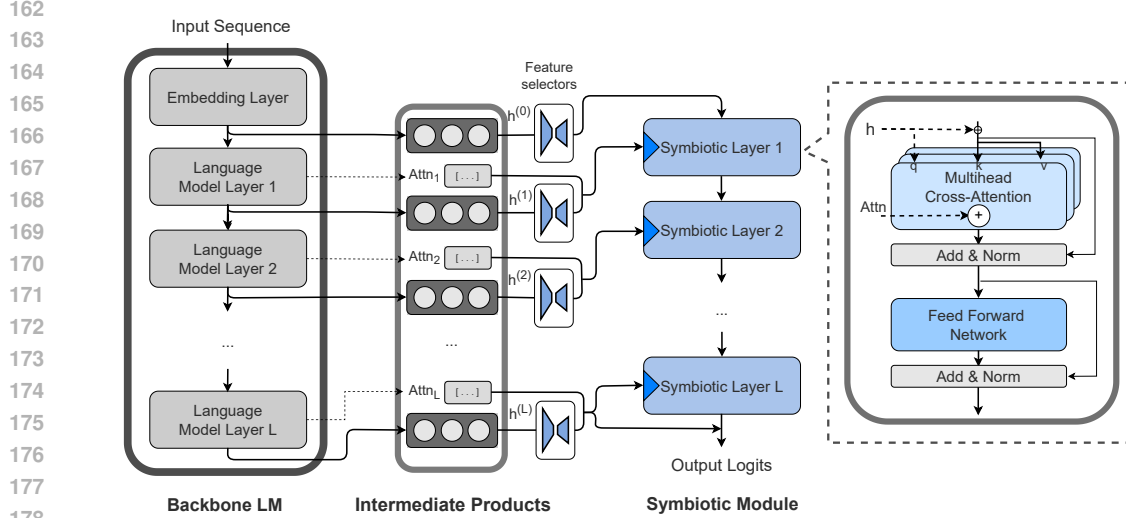 162
163
164
165
166
167
168
169
170
171
172
173
174
175
176
177
178
Input Sequence
Embedding Layer
Language
Model Layer 1
Language
Model Layer 2
...
Language
Model Layer L
Backbone LM
h(0)
Attn1
[...]
h(1)
Attn2
[...]
h(2)
...
AttnL
[...]
h(L)
Intermediate Products
Feature
selectors
Symbiotic Layer 1
Symbiotic Layer 2
...
Symbiotic Layer L
Output Logits
Symbiotic Module
h
q k v
Multihead
Cross-Attention
Attn
+
Add & Norm
Feed Forward
Network
Add & Norm